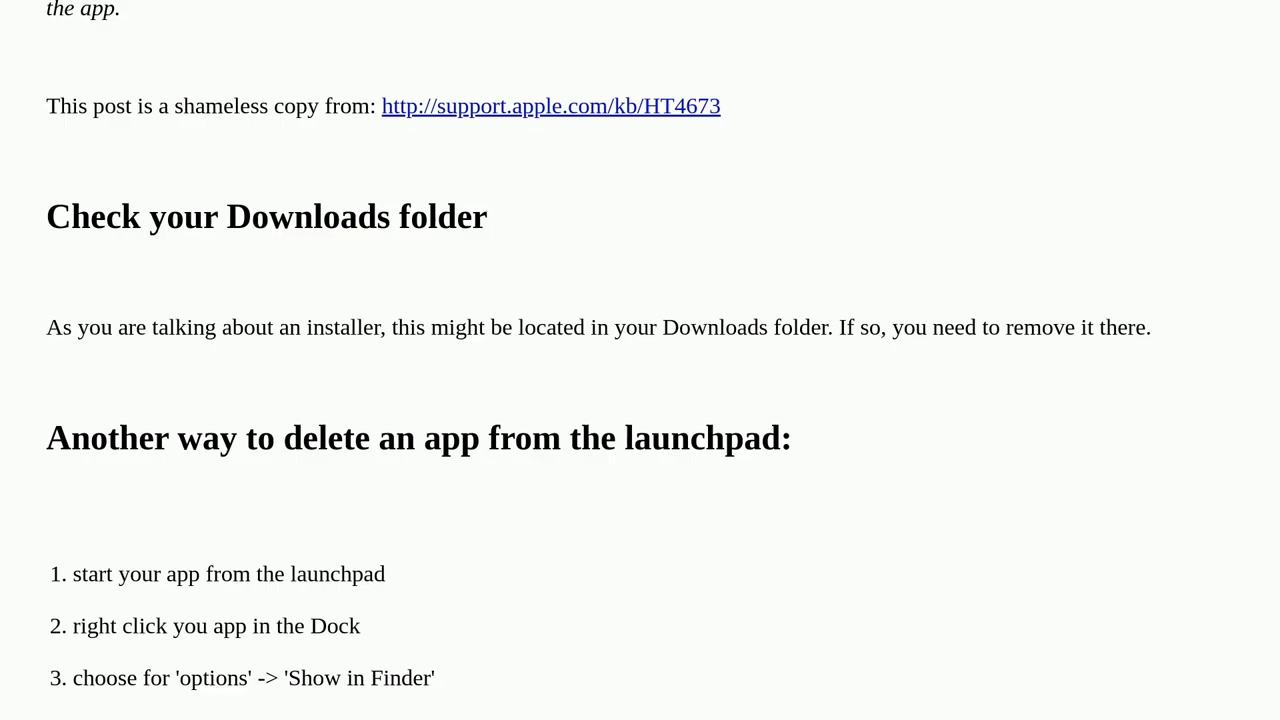 the app.
This post is a shameless copy from: http://support.apple.com/kb/HT4673
Check your Downloads folder
As you are talking about an installer, this might be located in your Downloads folder. If so, you need to remove it there.
Another way to delete an app from the launchpad:
1. start your app from the launchpad
2. right click you app in the Dock
3. choose for 'options' -> 'Show in Finder'